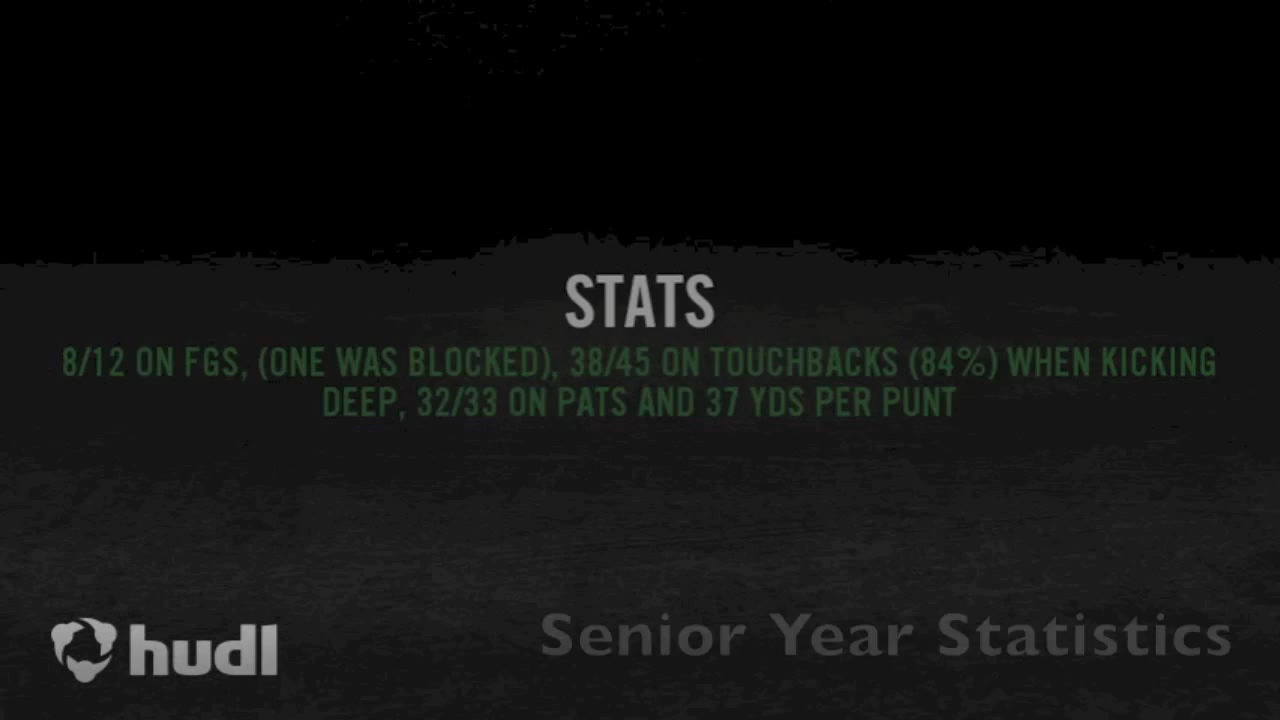 STATS
8/12 ON FGS, (ONE WAS BLOCKED), 38/45 ON TOUCHBACKS (84%) WHEN KICKING
DEEP, 32/33 ON PATS AND 37 YDS PER PUNT
hudl
Senior Year Statistics